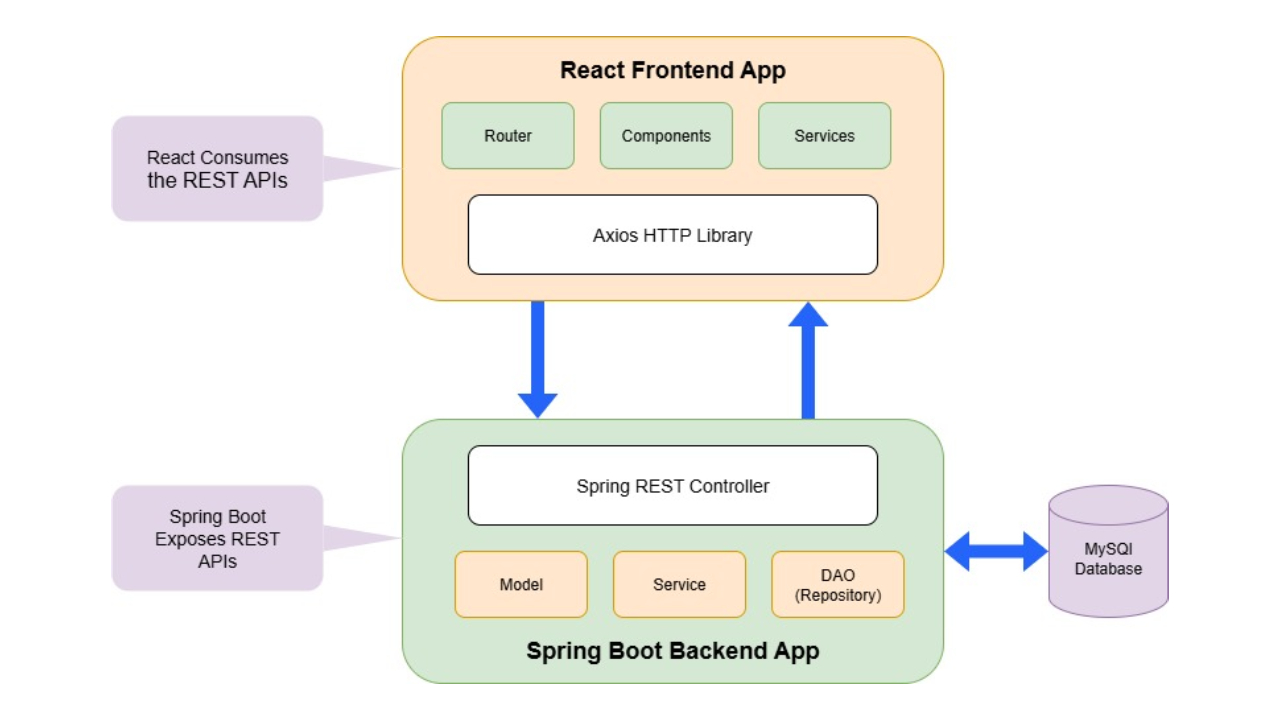 React Frontend App
Router
Components
Services
React Consumes
the REST APIs
Axios HTTP Library
Spring REST Controller
Spring Boot
Exposes REST
APIs
MySQl
Database
Model
Service
DAO
(Repository)
Spring Boot Backend App